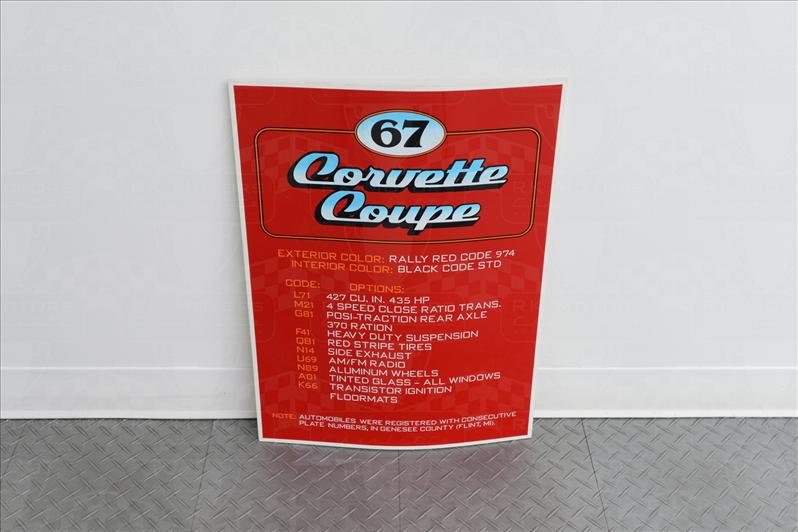 67
Corvette
Coupe
EXTERIOR COLOR: RALLY RED CODE 974
INTERIOR COLOR: BLACK CODE STD
CODE: OPTIONS:
L71 427 CU. IN. 435 HP
M21 4 SPEED CLOSE RATIO TRANS.
G81 POSI-TRACTION REAR AXLE
370 RATION
F41 HEAVY DUTY SUSPENSION
QB1 RED STRIPE TIRES
N14 SIDE EXHAUST
U69 AM/FM RADIO
N89 ALUMINUM WHEELS
A01 TINTED GLASS - ALL WINDOWS
K66 TRANSISTOR IGNITION
FLOORMATS
NOTE: AUTOMOBILES WERE REGISTERED WITH CONSECUTIVE
PLATE NUMBERS, IN GENESEE COUNTY (FLINT, MI).